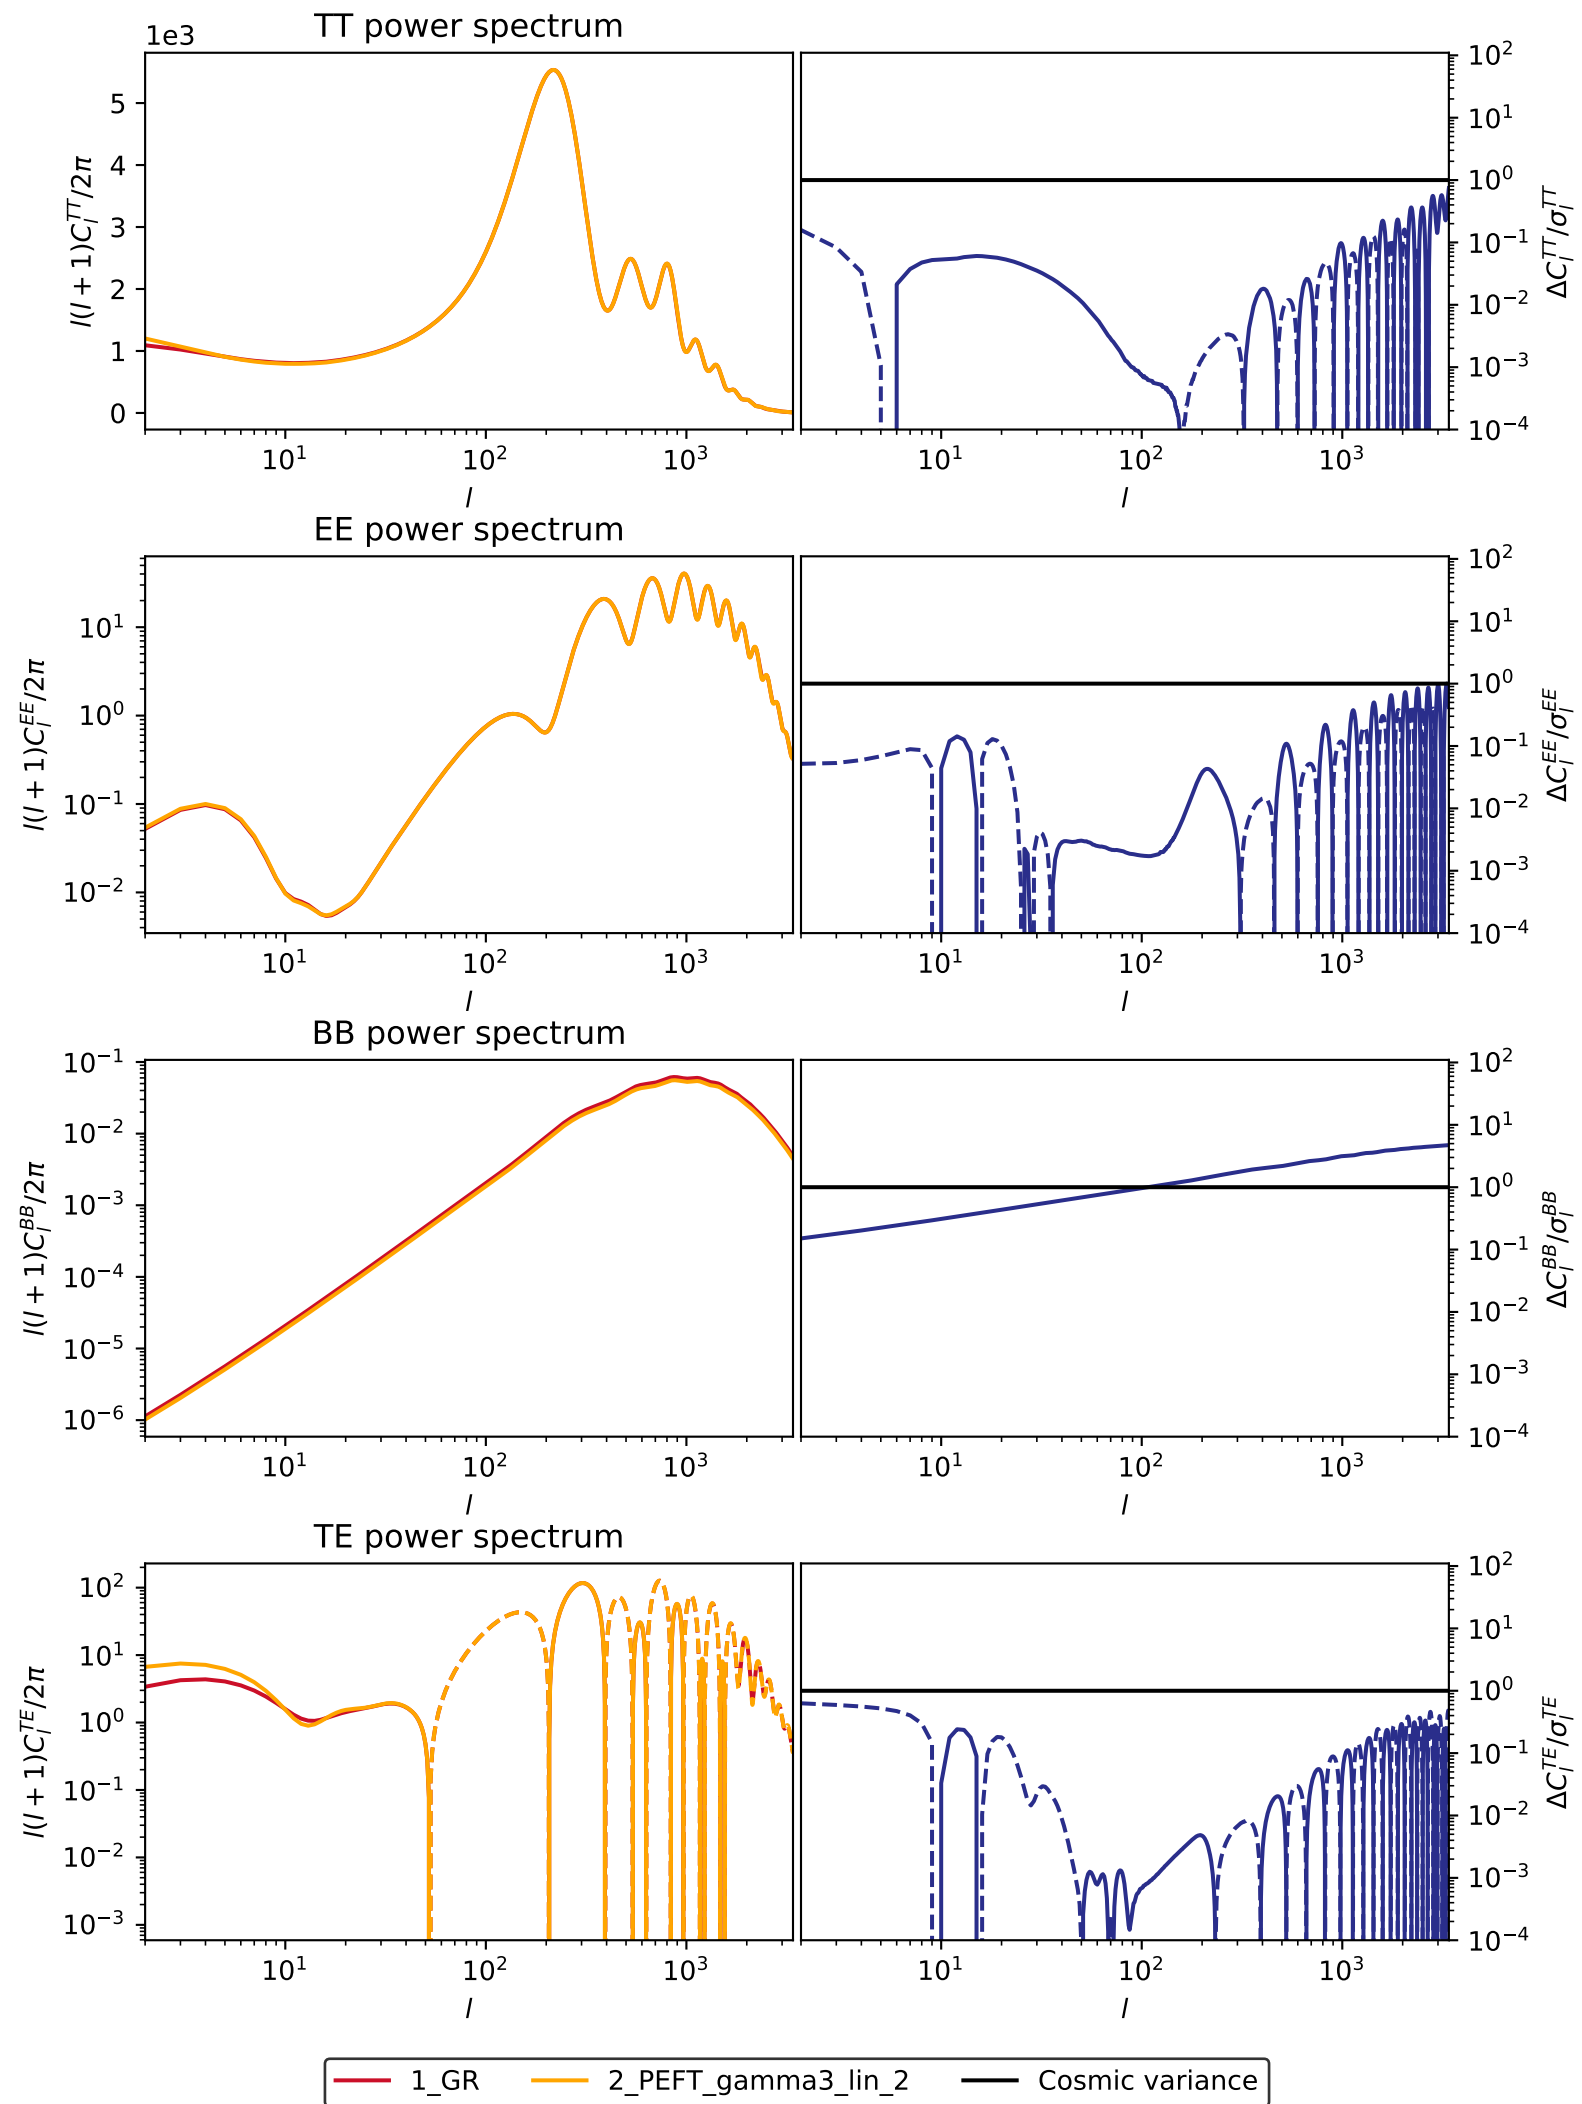 TT power spectrum
1e3
5
4
3
2
1
0
l(l + 1)C_l^{TT}/2π
10^1 10^2 10^3
l
10^2
10^1
10^0
10^{-1}
10^{-2}
10^{-3}
10^{-4}
ΔC_l^{TT}/σ_l^{TT}
10^1 10^2 10^3
l
EE power spectrum
10^1
10^0
10^{-1}
10^{-2}
l(l + 1)C_l^{EE}/2π
10^1 10^2 10^3
l
10^2
10^1
10^0
10^{-1}
10^{-2}
10^{-3}
10^{-4}
ΔC_l^{EE}/σ_l^{EE}
10^1 10^2 10^3
l
BB power spectrum
10^{-1}
10^{-2}
10^{-3}
10^{-4}
10^{-5}
10^{-6}
l(l + 1)C_l^{BB}/2π
10^1 10^2 10^3
l
10^2
10^1
10^0
10^{-1}
10^{-2}
10^{-3}
10^{-4}
ΔC_l^{BB}/σ_l^{BB}
10^1 10^2 10^3
l
TE power spectrum
10^2
10^1
10^0
10^{-1}
10^{-2}
10^{-3}
l(l + 1)C_l^{TE}/2π
10^1 10^2 10^3
l
10^2
10^1
10^0
10^{-1}
10^{-2}
10^{-3}
10^{-4}
ΔC_l^{TE}/σ_l^{TE}
10^1 10^2 10^3
l
1_GR 2_PEFT_gamma3_lin_2 Cosmic variance